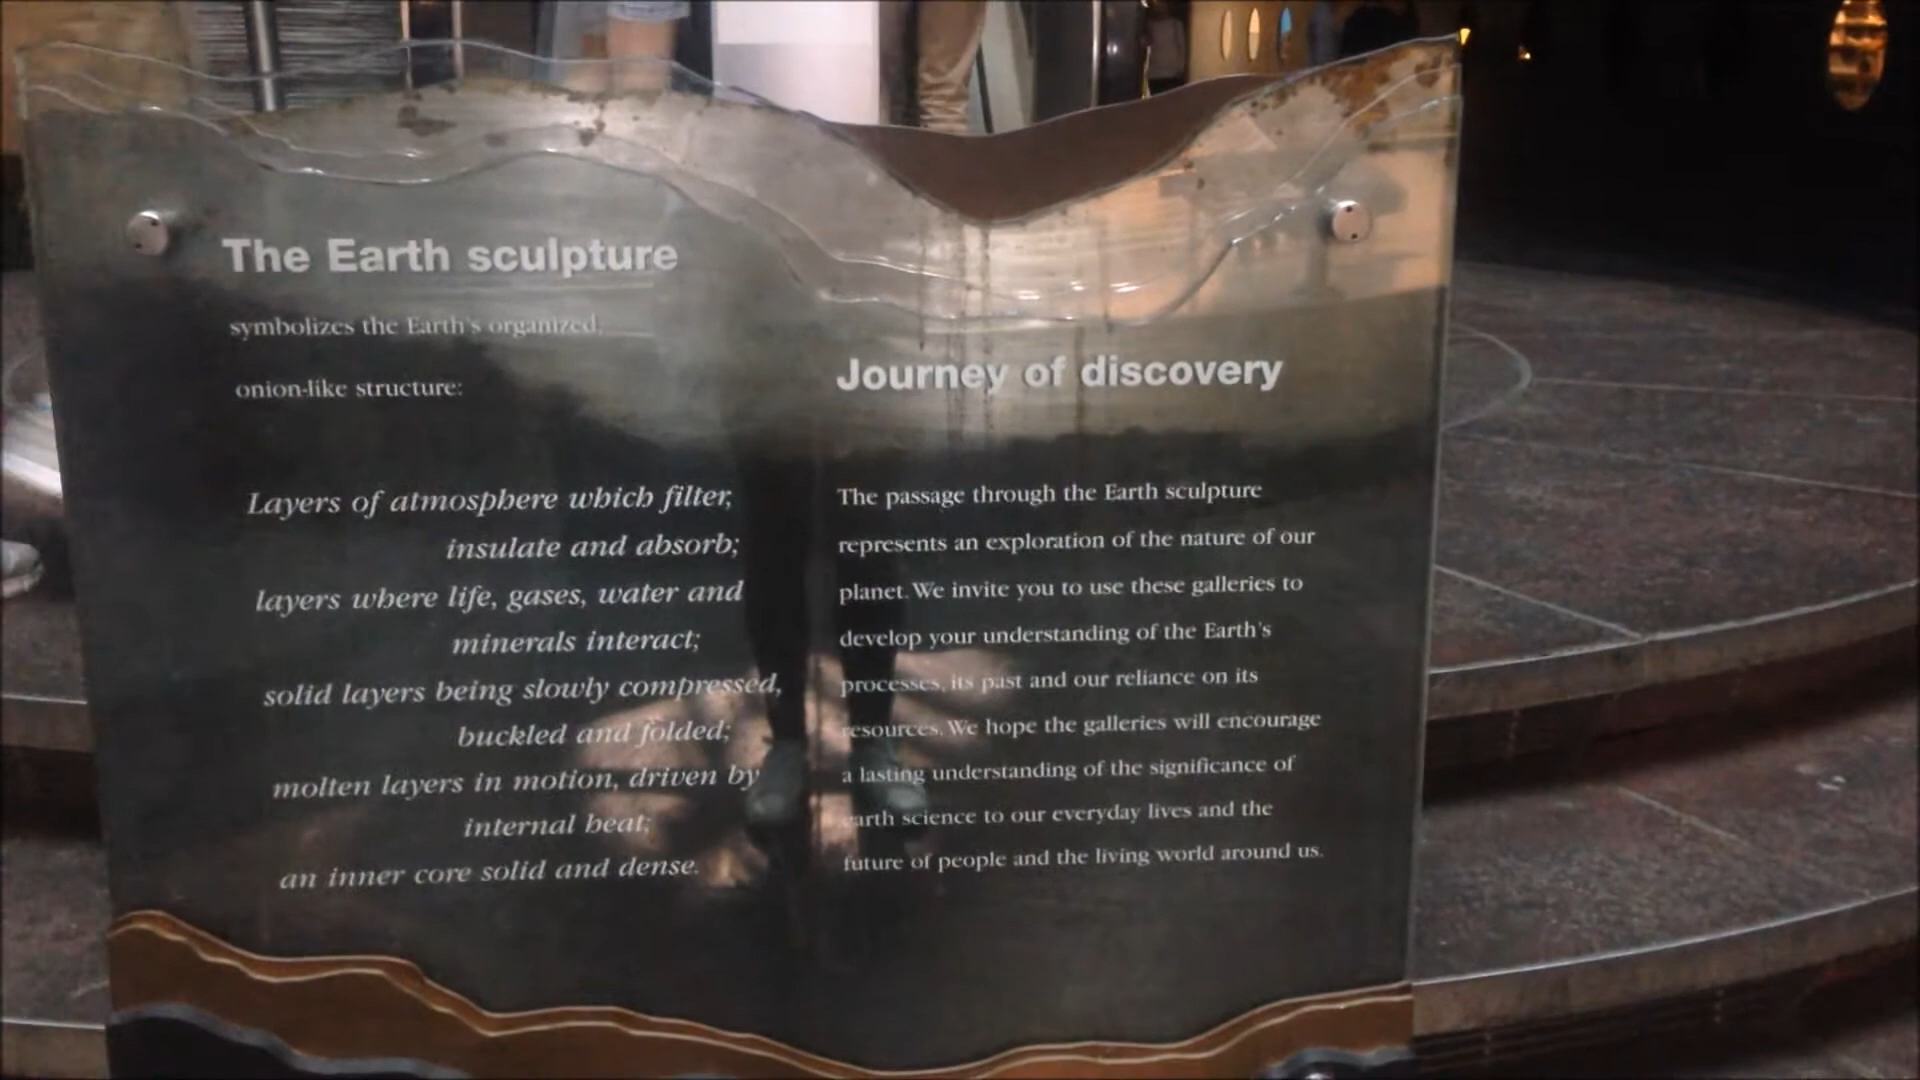 The Earth sculpture
symbolizes the Earth's organized,
onion-like structure:
Layers of atmosphere which filter,
insulate and absorb;
layers where life, gases, water and
minerals interact;
solid layers being slowly compressed,
buckled and folded;
molten layers in motion, driven by
internal heat;
an inner core solid and dense.
Journey of discovery
The passage through the Earth sculpture
represents an exploration of the nature of our
planet. We invite you to use these galleries to
develop your understanding of the Earth's
processes, its past and our reliance on its
resources. We hope the galleries will encourage
a lasting understanding of the significance of
earth science to our everyday lives and the
future of people and the living world around us.